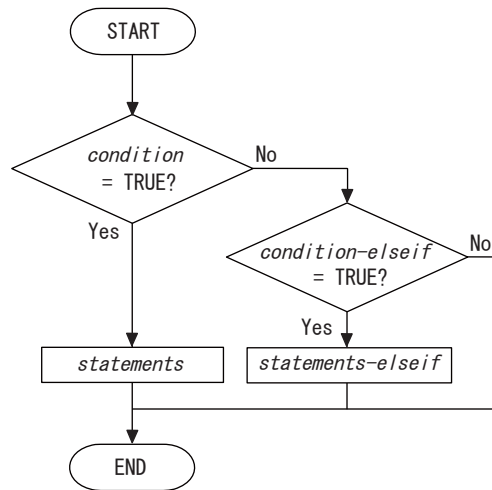 START
condition
= TRUE?
No
Yes
condition-elseif
= TRUE?
No
Yes
statements
statements-elseif
END